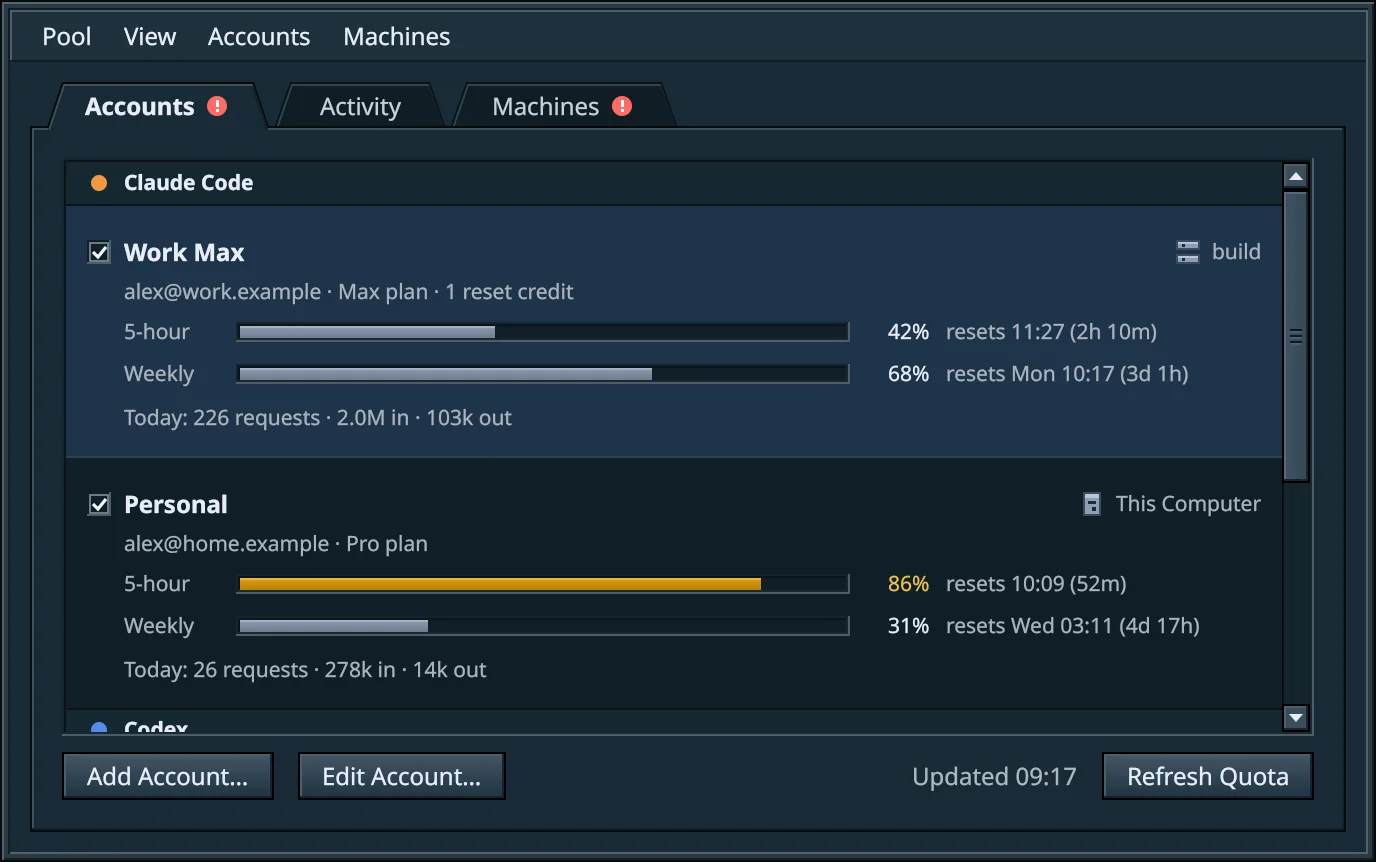 Pool View Accounts Machines
Accounts Activity Machines
Claude Code
Work Max build
alex@work.example · Max plan · 1 reset credit
5-hour 42% resets 11:27 (2h 10m)
Weekly 68% resets Mon 10:17 (3d 1h)
Today: 226 requests · 2.0M in · 103k out
Personal This Computer
alex@home.example · Pro plan
5-hour 86% resets 10:09 (52m)
Weekly 31% resets Wed 03:11 (4d 17h)
Today: 26 requests · 278k in · 14k out
Codex
Add Account... Edit Account... Updated 09:17 Refresh Quota